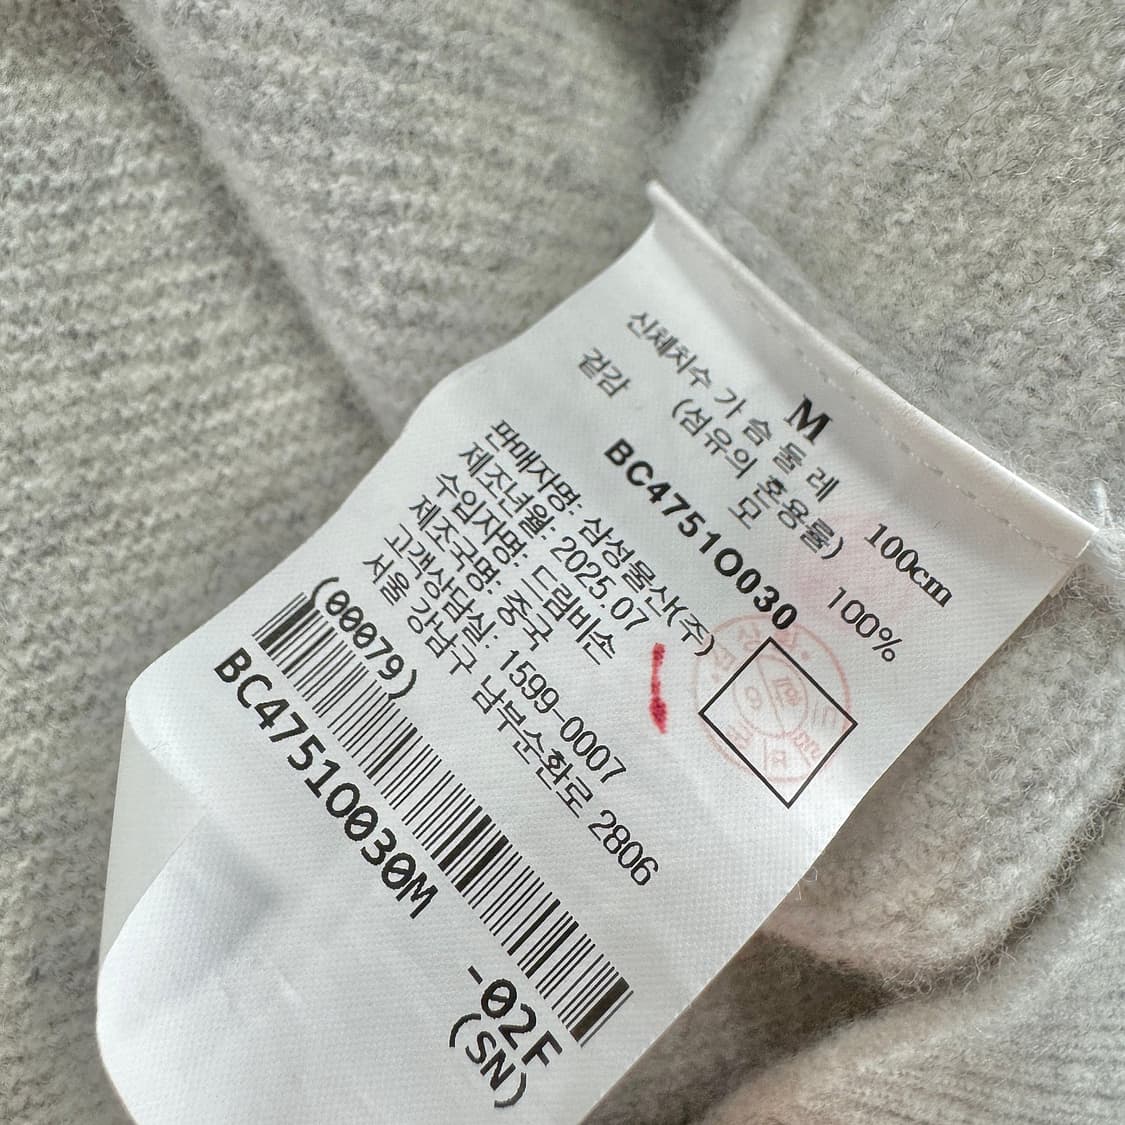 M
신체치수 가슴둘레 100cm
(섬유의 혼용률)
겉감 모 100%
BC4751O030
판매자명: 삼성물산(주)
제조년월: 2025.07
수입자명: 드림비손
제조국명: 중국
고객상담실: 1599-0007
서울 강남구 남부순환로 2806
(00079)
BC4751O030M
-02F
(SN)